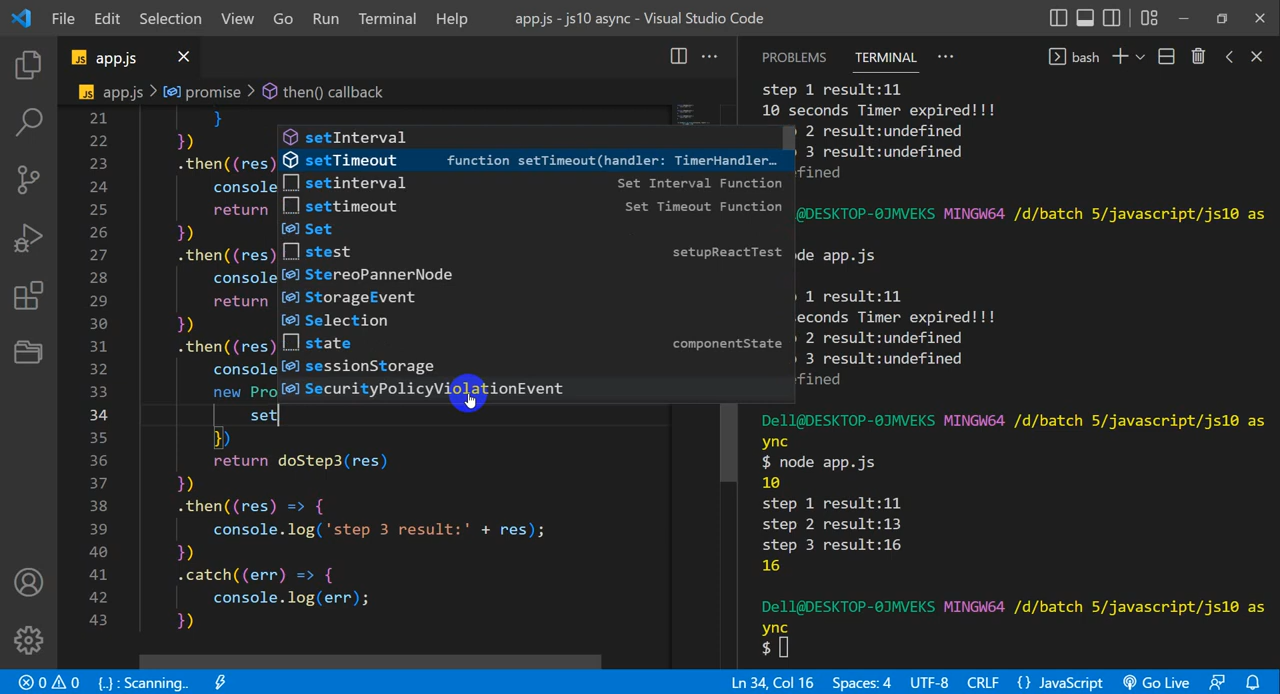 File Edit Selection View Go Run Terminal Help app.js - js10 async - Visual Studio Code
JS app.js
PROBLEMS TERMINAL bash
JS app.js > promise > then() callback
21 }
22 })
23 .then((res)
24 console
25 return
26 })
27 .then((res)
28 console
29 return
30 })
31 .then((res)
32 console
33 new Pro
34 set
35 })
36 return doStep3(res)
37 })
38 .then((res) => {
39 console.log('step 3 result:' + res);
40 })
41 .catch((err) => {
42 console.log(err);
43 })
setInterval
setTimeout function setTimeout(handler: TimerHandler…
setinterval Set Interval Function
settimeout Set Timeout Function
Set
stest setupReactTest
StereoPannerNode
StorageEvent
Selection
state componentState
sessionStorage
SecurityPolicyViolationEvent
step 1 result:11
10 seconds Timer expired!!!
2 result:undefined
3 result:undefined
efined
@DESKTOP-0JMVEKS MINGW64 /d/batch 5/javascript/js10 as
de app.js
1 result:11
econds Timer expired!!!
2 result:undefined
3 result:undefined
fined
Dell@DESKTOP-0JMVEKS MINGW64 /d/batch 5/javascript/js10 as
ync
$ node app.js
10
step 1 result:11
step 2 result:13
step 3 result:16
16
Dell@DESKTOP-0JMVEKS MINGW64 /d/batch 5/javascript/js10 as
ync
$
0 0 {..} : Scanning.. Ln 34, Col 16 Spaces: 4 UTF-8 CRLF {} JavaScript Go Live